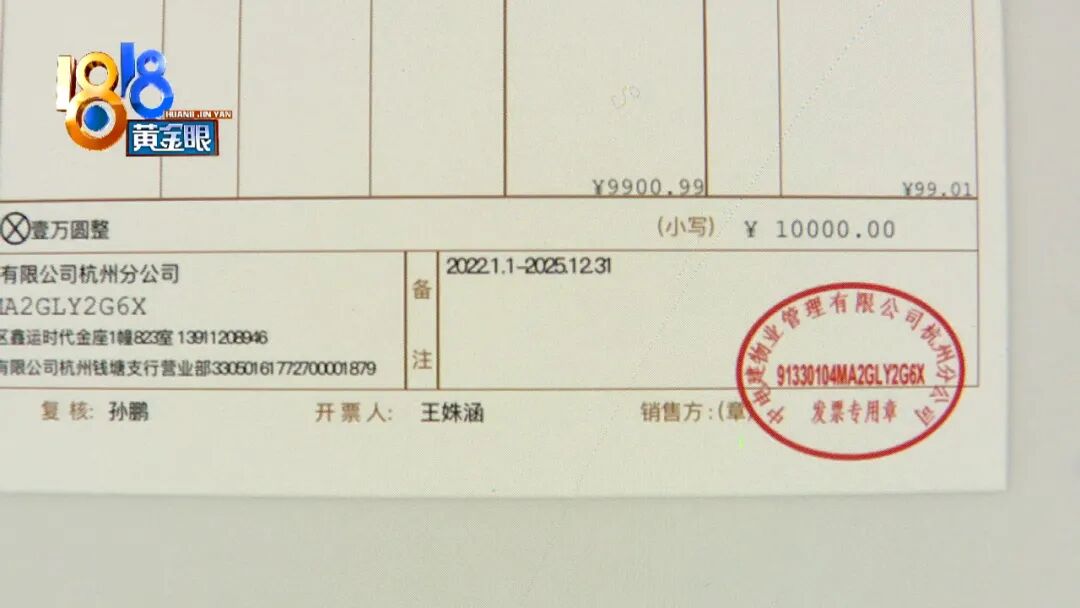 1818
HUANG JIN YAN
黄金眼
¥9900.99
¥99.01
壹万圆整
(小写) ¥ 10000.00
有限公司杭州分公司
备注
2022.1.1-2025.12.31
MA2GLY2G6X
区鑫运时代金座1幢823室 13911208946
有限公司杭州钱塘支行营业部33050161772700001879
复核: 孙鹏
开票人: 王姝涵
销售方:(章)
中电建物业管理有限公司杭州分公司
91330104MA2GLY2G6X
发票专用章